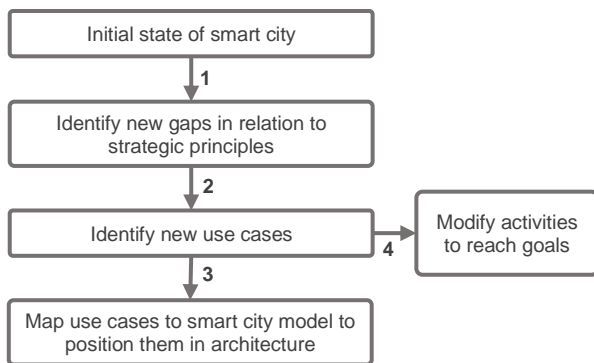 Initial state of smart city
1
Identify new gaps in relation to
strategic principles
2
Identify new use cases
4
Modify activities
to reach goals
3
Map use cases to smart city model to
position them in architecture